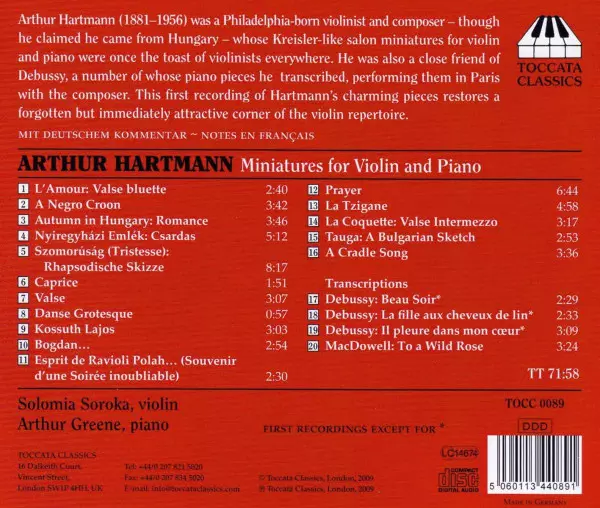 Arthur Hartmann (1881–1956) was a Philadelphia-born violinist and composer – though
he claimed he came from Hungary – whose Kreisler-like salon miniatures for violin
and piano were once the toast of violinists everywhere. He was also a close friend of
Debussy, a number of whose piano pieces he transcribed, performing them in Paris
with the composer. This first recording of Hartmann's charming pieces restores a
forgotten but immediately attractive corner of the violin repertoire.
MIT DEUTSCHEM KOMMENTAR ~ NOTES EN FRANÇAIS
TOCCATA
CLASSICS
ARTHUR HARTMANN Miniatures for Violin and Piano
1 L'Amour: Valse bluette 2:40
2 A Negro Croon 3:42
3 Autumn in Hungary: Romance 3:46
4 Nyiregyházi Emlék: Csardas 5:12
5 Szomorúság (Tristesse):
Rhapsodische Skizze 8:17
6 Caprice 1:51
7 Valse 3:07
8 Danse Grotesque 0:57
9 Kossuth Lajos 3:03
10 Bogdan... 2:54
11 Esprit de Ravioli Polah... (Souvenir
d'une Soirée inoubliable) 2:30
12 Prayer 6:44
13 La Tzigane 4:58
14 La Coquette: Valse Intermezzo 3:17
15 Tauga: A Bulgarian Sketch 2:53
16 A Cradle Song 3:36
Transcriptions
17 Debussy: Beau Soir* 2:29
18 Debussy: La fille aux cheveux de lin* 2:33
19 Debussy: Il pleure dans mon cœur* 3:09
20 MacDowell: To a Wild Rose 3:24
TT 71:58
Solomia Soroka, violin
Arthur Greene, piano
FIRST RECORDINGS EXCEPT FOR *
TOCC 0089
DDD
TOCCATA CLASSICS
16 Dalkeith Court,
Vincent Street,
London SW1P 4HH, UK
Tel: +44/0 207 821 5020
Fax: +44/0 207 834 5020
E-mail: info@toccataclassics.com
© Toccata Classics, London, 2009
℗ Toccata Classics, London, 2009
LC 14674
COMPACT
disc
DIGITAL AUDIO
5 060113 440891
MADE IN GERMANY